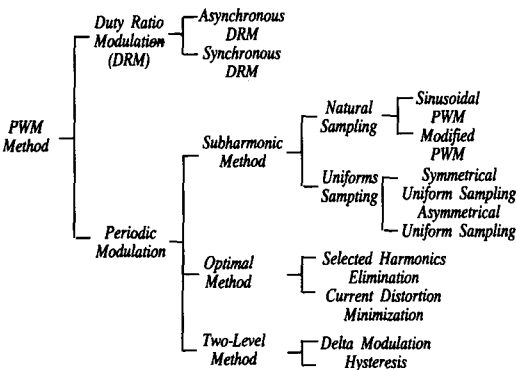 Duty Ratio
Modulation
(DRM)
Asynchronous
DRM
Synchronous
DRM
PWM
Method
Periodic
Modulation
Subharmonic
Method
Natural
Sampling
Sinusoidal
PWM
Modified
PWM
Uniforms
Sampting
Symmetrical
Uniform Sampling
Asymmetrical
Uniform Sampling
Optimal
Method
Selected Harmonics
Elimination
Current Distortion
Minimization
Two-Level
Method
Delta Modulation
Hysteresis